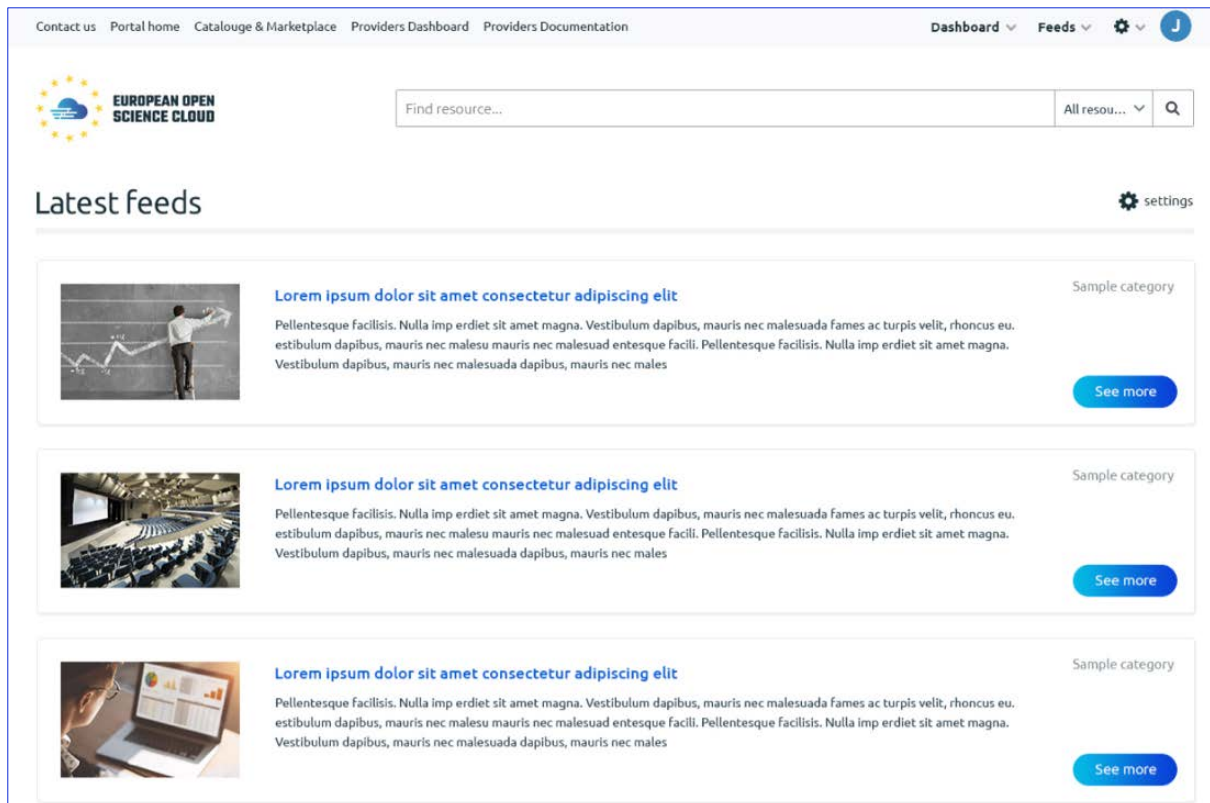 Contact us Portal home Catalouge & Marketplace Providers Dashboard Providers Documentation Dashboard Feeds J
EUROPEAN OPEN
SCIENCE CLOUD
Find resource... All resou...
Latest feeds settings
Lorem ipsum dolor sit amet consectetur adipiscing elit Sample category
Pellentesque facilisis. Nulla imp erdiet sit amet magna. Vestibulum dapibus, mauris nec malesuada fames ac turpis velit, rhoncus eu.
estibulum dapibus, mauris nec malesu mauris nec malesuad entesque facili. Pellentesque facilisis. Nulla imp erdiet sit amet magna.
Vestibulum dapibus, mauris nec malesuada dapibus, mauris nec males
See more
Lorem ipsum dolor sit amet consectetur adipiscing elit Sample category
Pellentesque facilisis. Nulla imp erdiet sit amet magna. Vestibulum dapibus, mauris nec malesuada fames ac turpis velit, rhoncus eu.
estibulum dapibus, mauris nec malesu mauris nec malesuad entesque facili. Pellentesque facilisis. Nulla imp erdiet sit amet magna.
Vestibulum dapibus, mauris nec malesuada dapibus, mauris nec males
See more
Lorem ipsum dolor sit amet consectetur adipiscing elit Sample category
Pellentesque facilisis. Nulla imp erdiet sit amet magna. Vestibulum dapibus, mauris nec malesuada fames ac turpis velit, rhoncus eu.
estibulum dapibus, mauris nec malesu mauris nec malesuad entesque facili. Pellentesque facilisis. Nulla imp erdiet sit amet magna.
Vestibulum dapibus, mauris nec malesuada dapibus, mauris nec males
See more